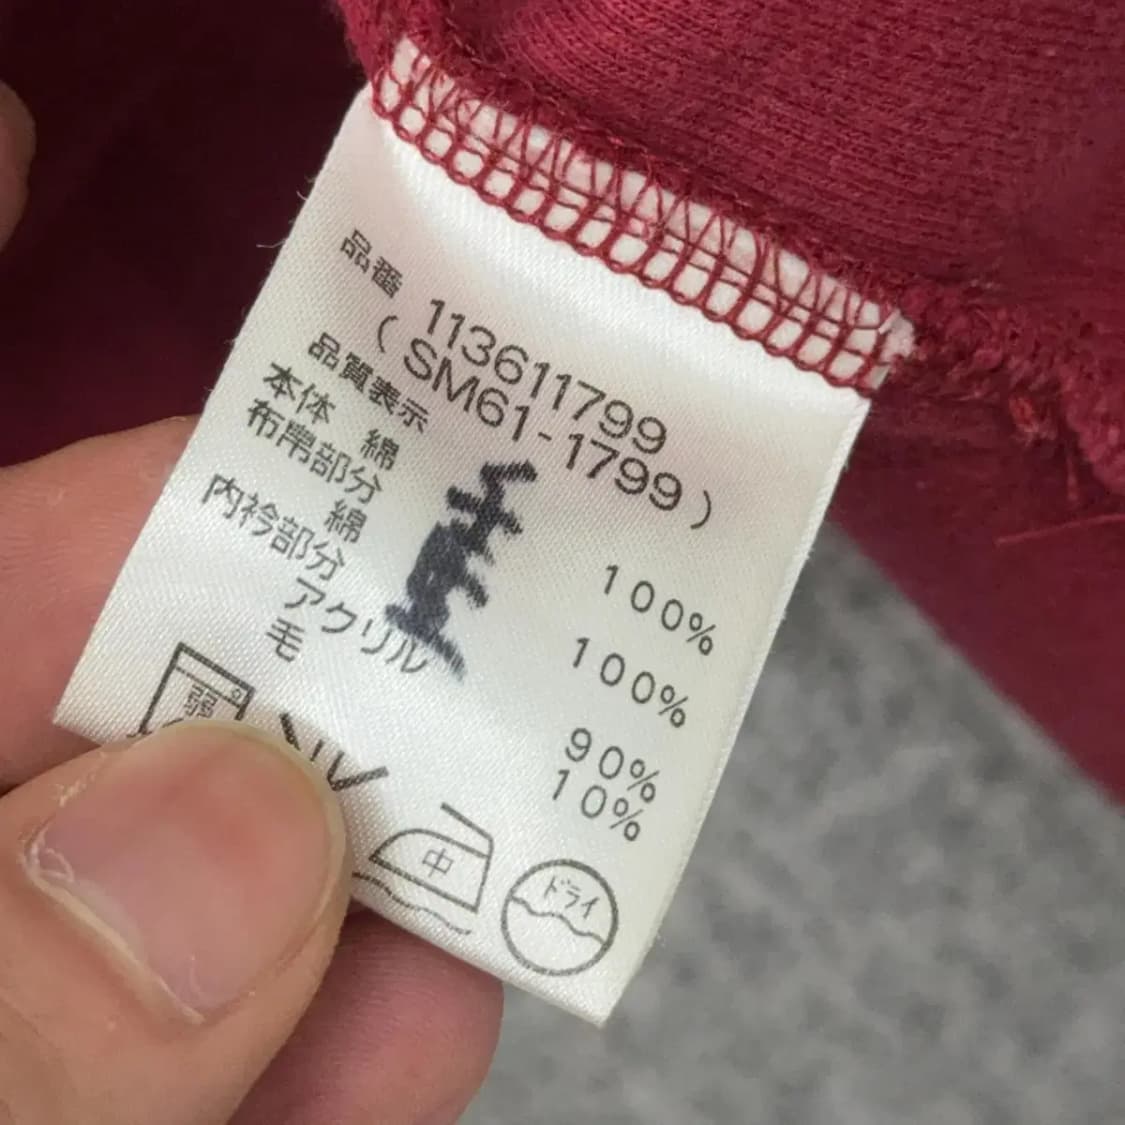 品番 113611799
( SM61-1799 )
品質表示
本体 綿 100%
布帛部分
綿 100%
内衿部分
アクリル 90%
毛 10%
中
ドライ